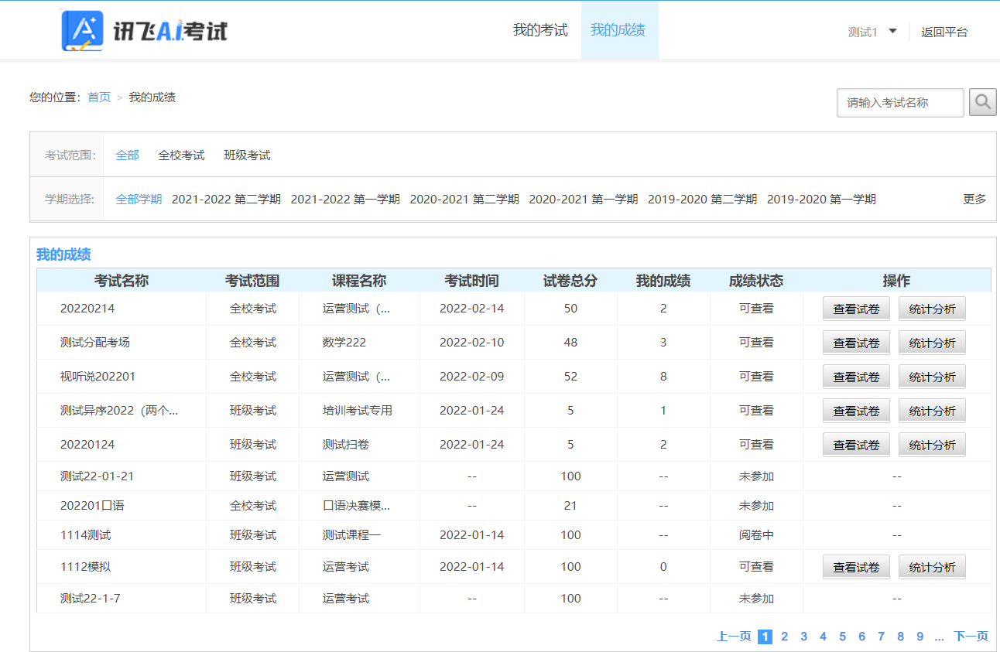 讯飞A.I.考试 我的考试 我的成绩 测试1 返回平台
您的位置： 首页 > 我的成绩 请输入考试名称
考试范围： 全部 全校考试 班级考试
学期选择: 全部学期 2021-2022 第二学期 2021-2022 第一学期 2020-2021 第二学期 2020-2021 第一学期 2019-2020 第二学期 2019-2020 第一学期 更多
我的成绩
考试名称 考试范围 课程名称 考试时间 试卷总分 我的成绩 成绩状态 操作
20220214 全校考试 运营测试（... 2022-02-14 50 2 可查看 查看试卷 统计分析
测试分配考场 全校考试 数学222 2022-02-10 48 3 可查看 查看试卷 统计分析
视听说202201 全校考试 运营测试（... 2022-02-09 52 8 可查看 查看试卷 统计分析
测试异序2022（两个... 班级考试 培训考试专用 2022-01-24 5 1 可查看 查看试卷 统计分析
20220124 班级考试 测试扫卷 2022-01-24 5 2 可查看 查看试卷 统计分析
测试22-01-21 班级考试 运营测试 -- 100 -- 未参加 --
202201口语 全校考试 口语决赛模... -- 21 -- 未参加 --
1114测试 班级考试 测试课程一 2022-01-14 100 -- 阅卷中 --
1112模拟 班级考试 运营考试 2022-01-14 100 0 可查看 查看试卷 统计分析
测试22-1-7 班级考试 运营考试 -- 100 -- 未参加 --
上一页 1 2 3 4 5 6 7 8 9 ... 下一页